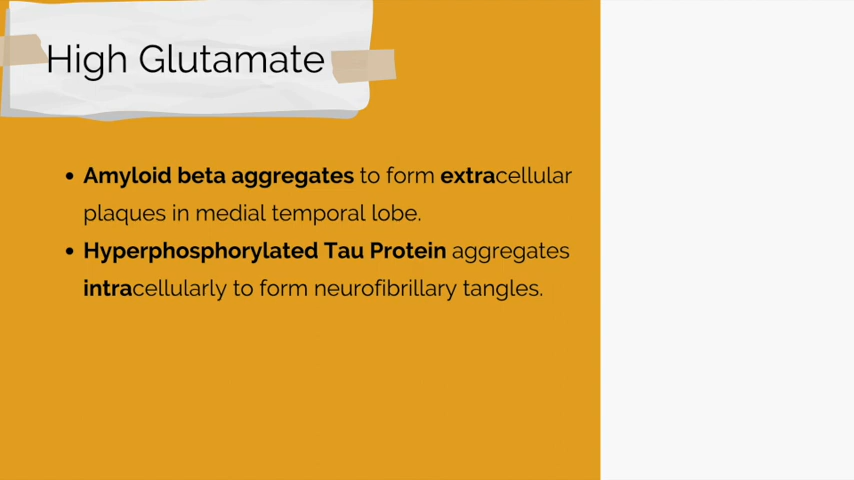 High Glutamate
• Amyloid beta aggregates to form extracellular
plaques in medial temporal lobe.
• Hyperphosphorylated Tau Protein aggregates
intracellularly to form neurofibrillary tangles.